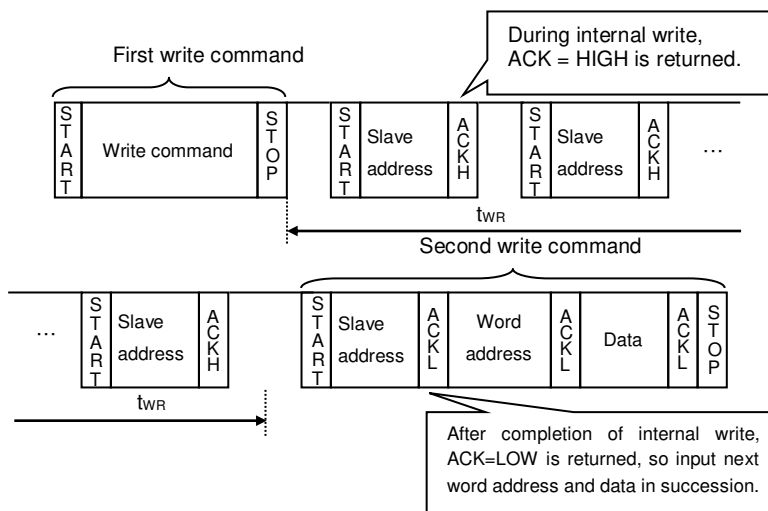 During internal write,
ACK = HIGH is returned.
First write command
START
Write command
STOP
START
Slave
address
ACKH
START
Slave
address
ACKH
…
tWR
Second write command
…
START
Slave
address
ACKH
START
Slave
address
ACKL
Word
address
ACKL
Data
ACKL
STOP
tWR
After completion of internal write,
ACK=LOW is returned, so input next
word address and data in succession.